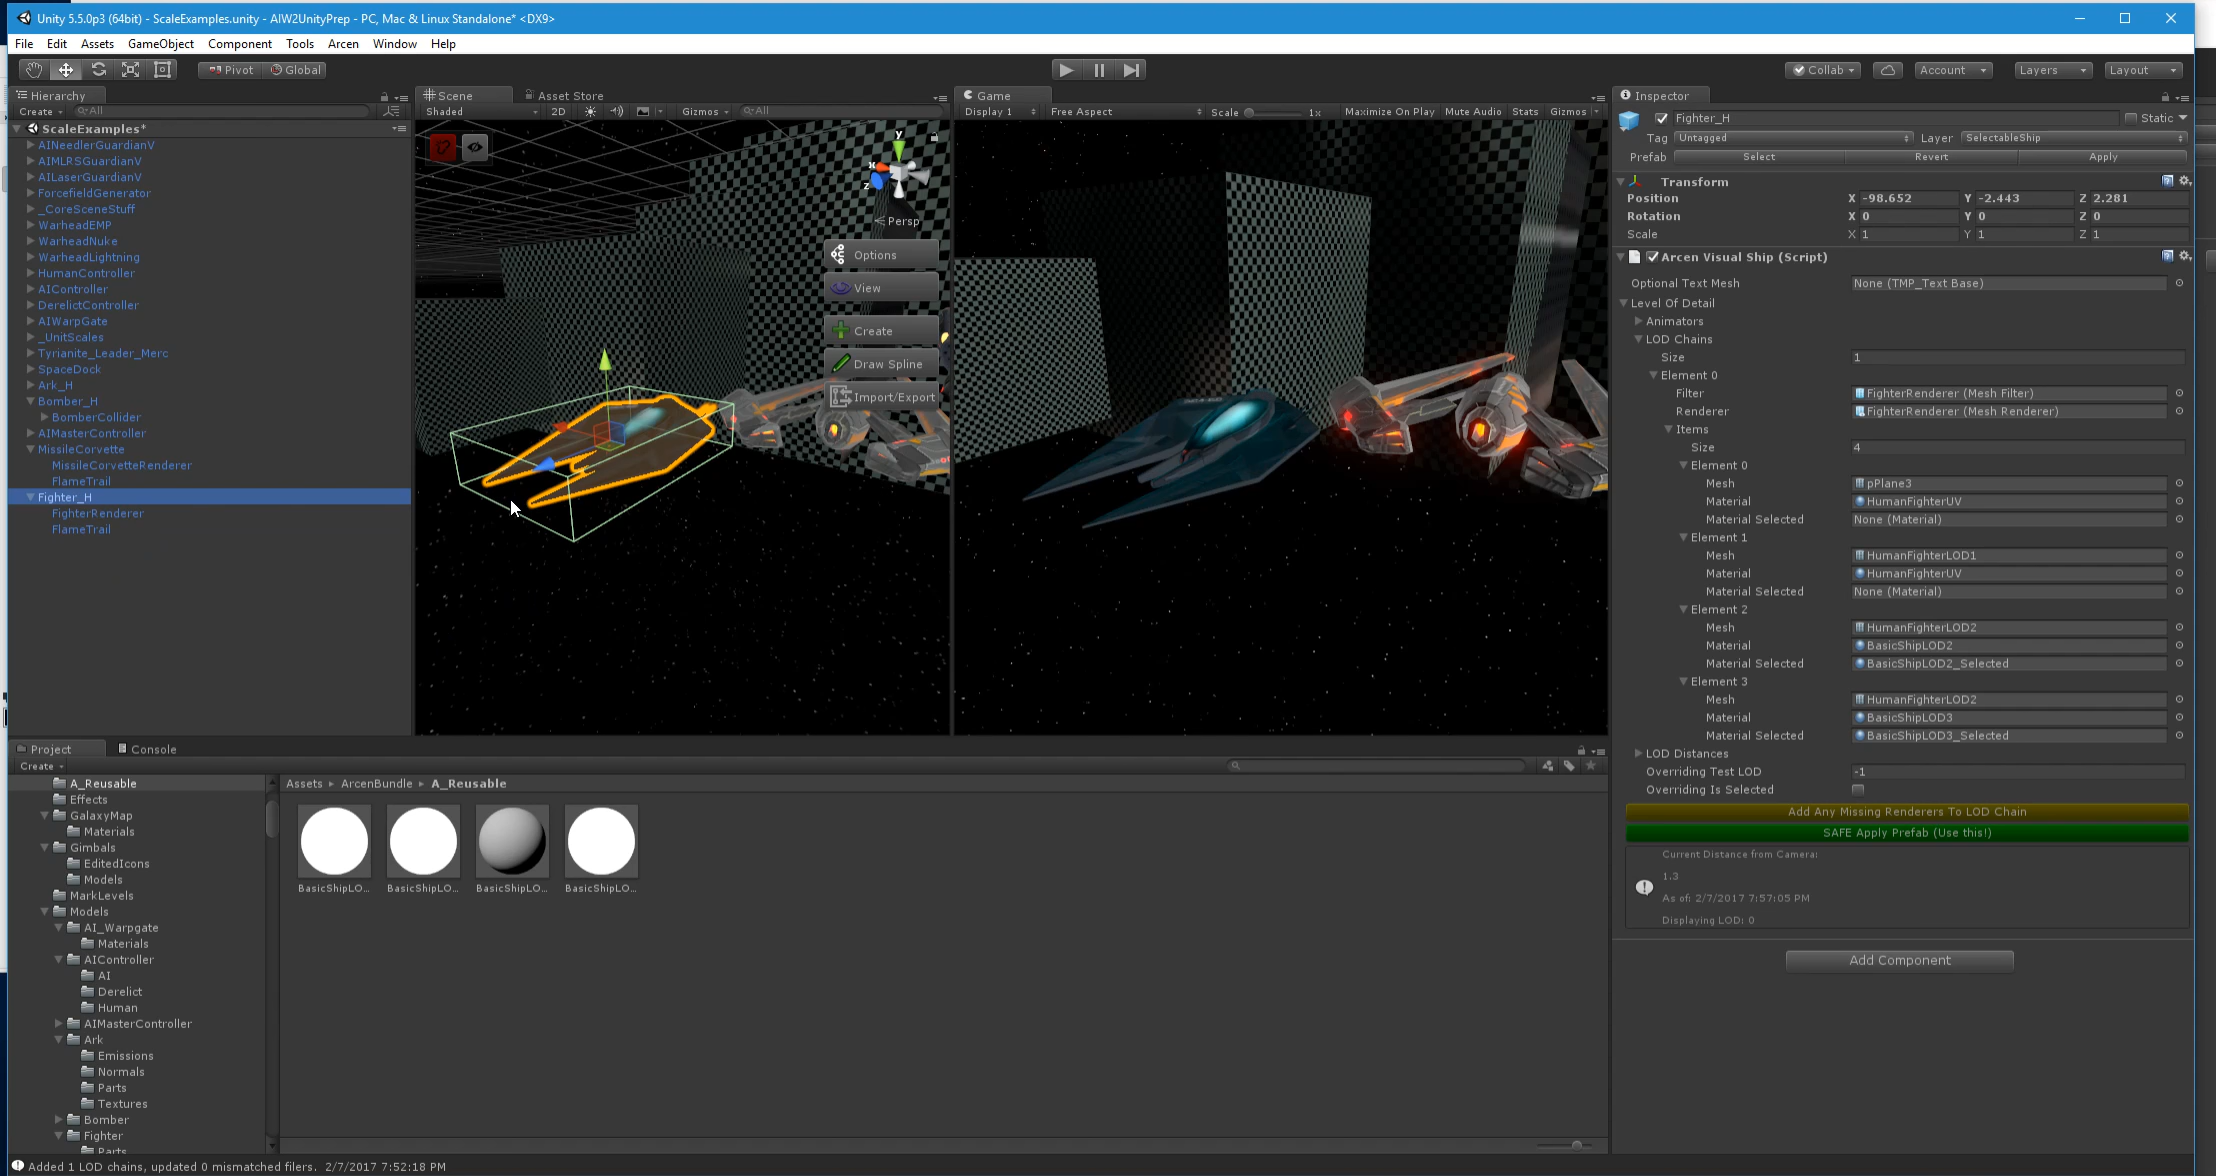 Unity 5.5.0p3 (64bit) - ScaleExamples.unity - AIW2UnityPrep - PC, Mac & Linux Standalone* <DX9>
File Edit Assets GameObject Component Tools Arcen Window Help
Pivot Global Collab Account Layers Layout
Hierarchy
Create All
ScaleExamples*
AINeedlerGuardianV
AIMLRSGuardianV
AILaserGuardianV
ForcefieldGenerator
_CoreSceneStuff
WarheadEMP
WarheadNuke
WarheadLightning
HumanController
AIController
DerelictController
AIWarpGate
_UnitScales
Tyrianite_Leader_Merc
SpaceDock
Ark_H
Bomber_H
BomberCollider
AIMasterController
MissileCorvette
MissileCorvetteRenderer
FlameTrail
Fighter_H
FighterRenderer
FlameTrail
Scene Asset Store
Shaded 2D Gizmos All
y
x
z
Persp
Options
View
Create
Draw Spline
Import/Export
Game
Display 1 Free Aspect Scale 1x Maximize On Play Mute Audio Stats Gizmos
Inspector
Fighter_H Static
Tag Untagged Layer SelectableShip
Prefab Select Revert Apply
Transform
Position X -98.652 Y -2.443 Z 2.281
Rotation X 0 Y 0 Z 0
Scale X 1 Y 1 Z 1
Arcen Visual Ship (Script)
Optional Text Mesh None (TMP_Text Base)
Level Of Detail
Animators
LOD Chains
Size 1
Element 0
Filter FighterRenderer (Mesh Filter)
Renderer FighterRenderer (Mesh Renderer)
Items
Size 4
Element 0
Mesh pPlane3
Material HumanFighterUV
Material Selected None (Material)
Element 1
Mesh HumanFighterLOD1
Material HumanFighterUV
Material Selected None (Material)
Element 2
Mesh HumanFighterLOD2
Material BasicShipLOD2
Material Selected BasicShipLOD2_Selected
Element 3
Mesh HumanFighterLOD2
Material BasicShipLOD3
Material Selected BasicShipLOD3_Selected
LOD Distances
Overriding Test LOD -1
Overriding Is Selected
Add Any Missing Renderers To LOD Chain
SAFE Apply Prefab (Use this!)
Current Distance from Camera:
1.3
As of: 2/7/2017 7:57:05 PM
Displaying LOD: 0
Add Component
Project Console
Create
A_Reusable
Effects
GalaxyMap
Materials
Gimbals
EditedIcons
Models
MarkLevels
Models
AI_Warpgate
Materials
AIController
AI
Derelict
Human
AIMasterController
Ark
Emissions
Normals
Parts
Textures
Bomber
Fighter
Parts
Assets ArcenBundle A_Reusable
BasicShipLO... BasicShipLO... BasicShipLO... BasicShipLO...
Added 1 LOD chains, updated 0 mismatched filers. 2/7/2017 7:52:18 PM